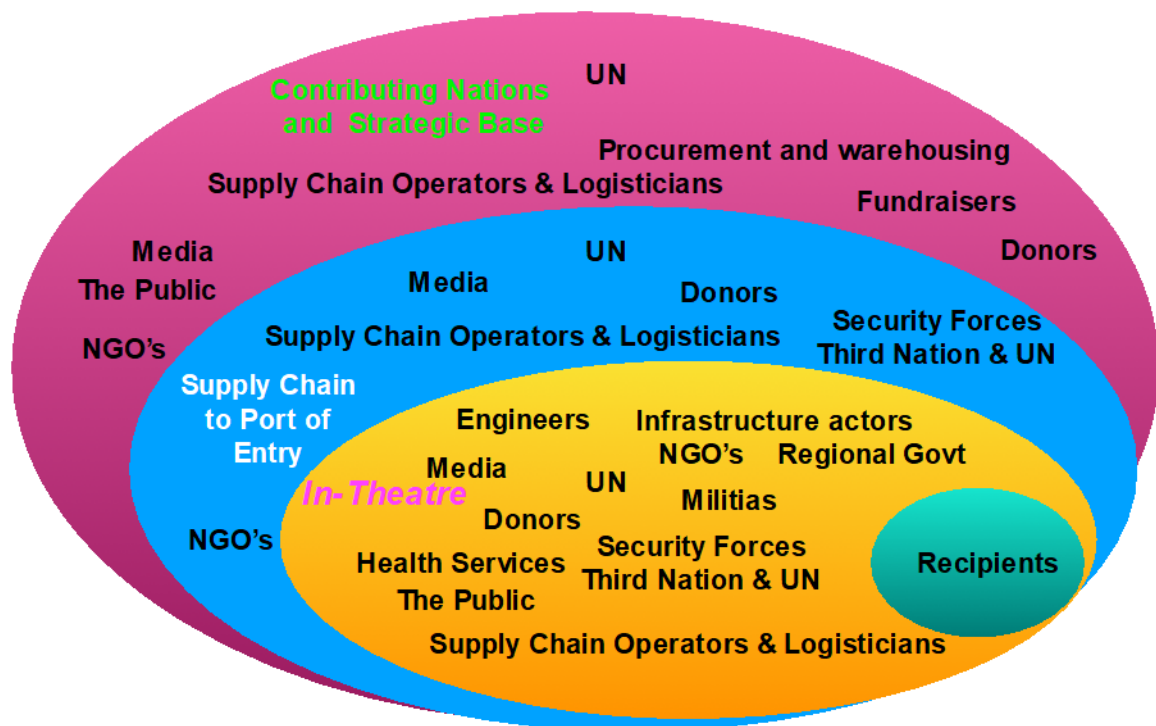 UN
Contributing Nations
and Strategic Base
Procurement and warehousing
Supply Chain Operators & Logisticians
Fundraisers
Donors
Media
The Public
NGO’s
UN
Media
Donors
Security Forces
Third Nation & UN
Supply Chain Operators & Logisticians
Supply Chain
to Port of
Entry
NGO’s
Engineers
Infrastructure actors
NGO’s Regional Govt
Media
UN
In-Theatre
Militias
Donors
Security Forces
Third Nation & UN
Health Services
The Public
Recipients
Supply Chain Operators & Logisticians